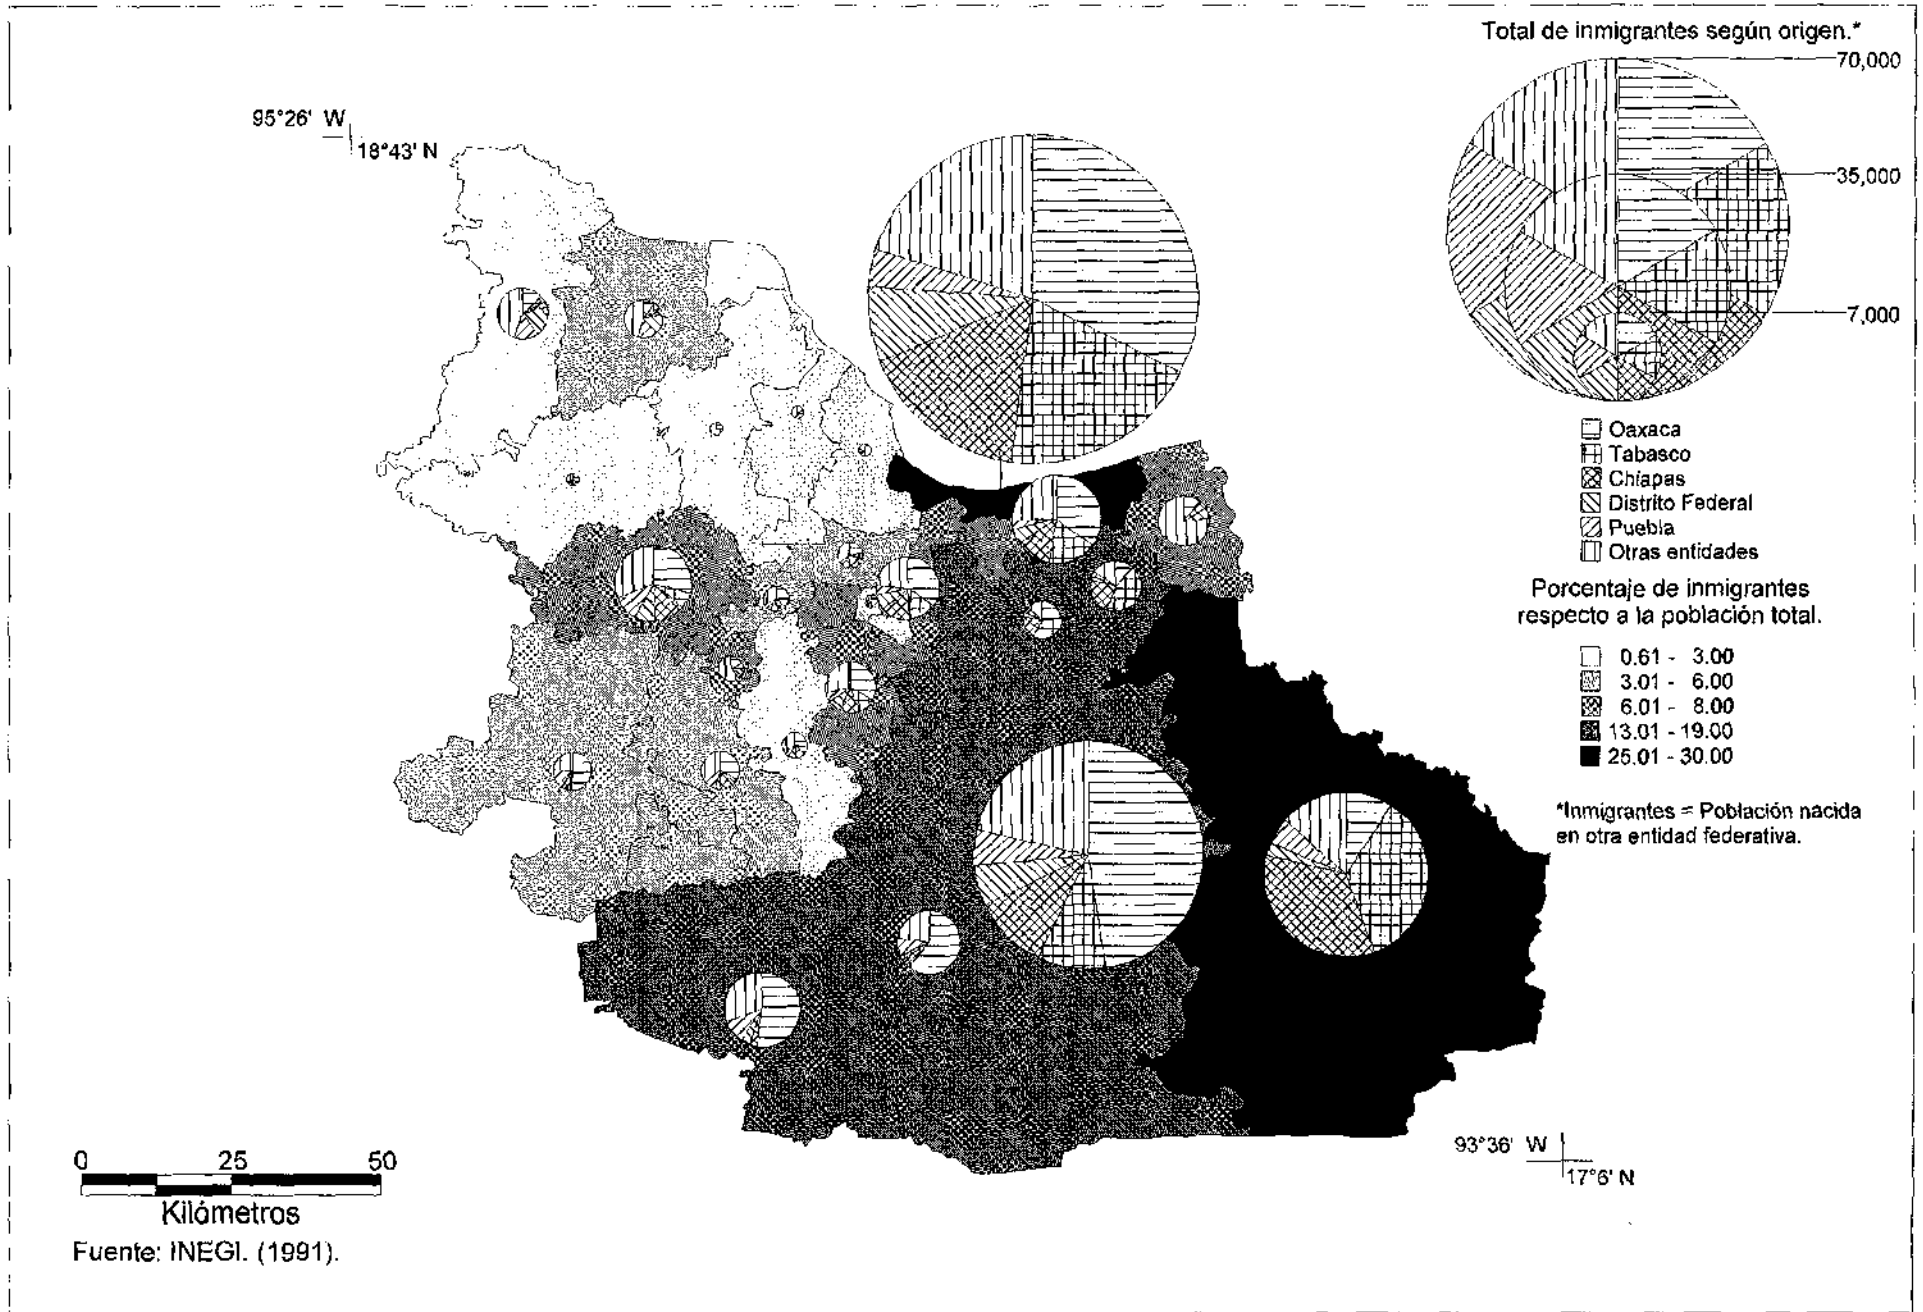 Total de inmigrantes según origen.*
70,000
35,000
7,000
95°26' W
18°43' N
Oaxaca
Tabasco
Chiapas
Distrito Federal
Puebla
Otras entidades
Porcentaje de inmigrantes
respecto a la población total.
0.61 - 3.00
3.01 - 6.00
6.01 - 8.00
13.01 - 19.00
25.01 - 30.00
*Inmigrantes = Población nacida
en otra entidad federativa.
93°36' W
17°6' N
0 25 50
Kilómetros
Fuente: INEGI. (1991).